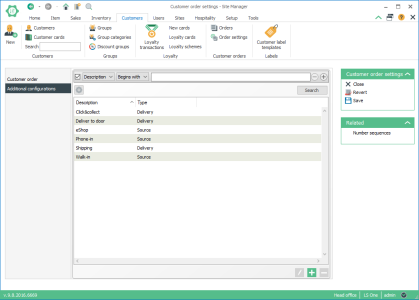 Customer order settings - Site Manager
Home Item Sales Inventory Customers Users Sites Hospitality Setup Tools
New
Customers
Customer cards
Search
Customers
Groups
Group categories
Discount groups
Groups
Loyalty transactions
New cards
Loyalty cards
Loyalty schemes
Loyalty
Orders
Order settings
Customer orders
Customer label templates
Labels
Customer order
Additional configurations
Description Begins with
Search
Description Type
Click&collect Delivery
Deliver to door Delivery
eShop Source
Phone-in Source
Shipping Delivery
Walk-in Source
Customer order settings
Close
Revert
Save
Related
Number sequences
Head office LS One admin